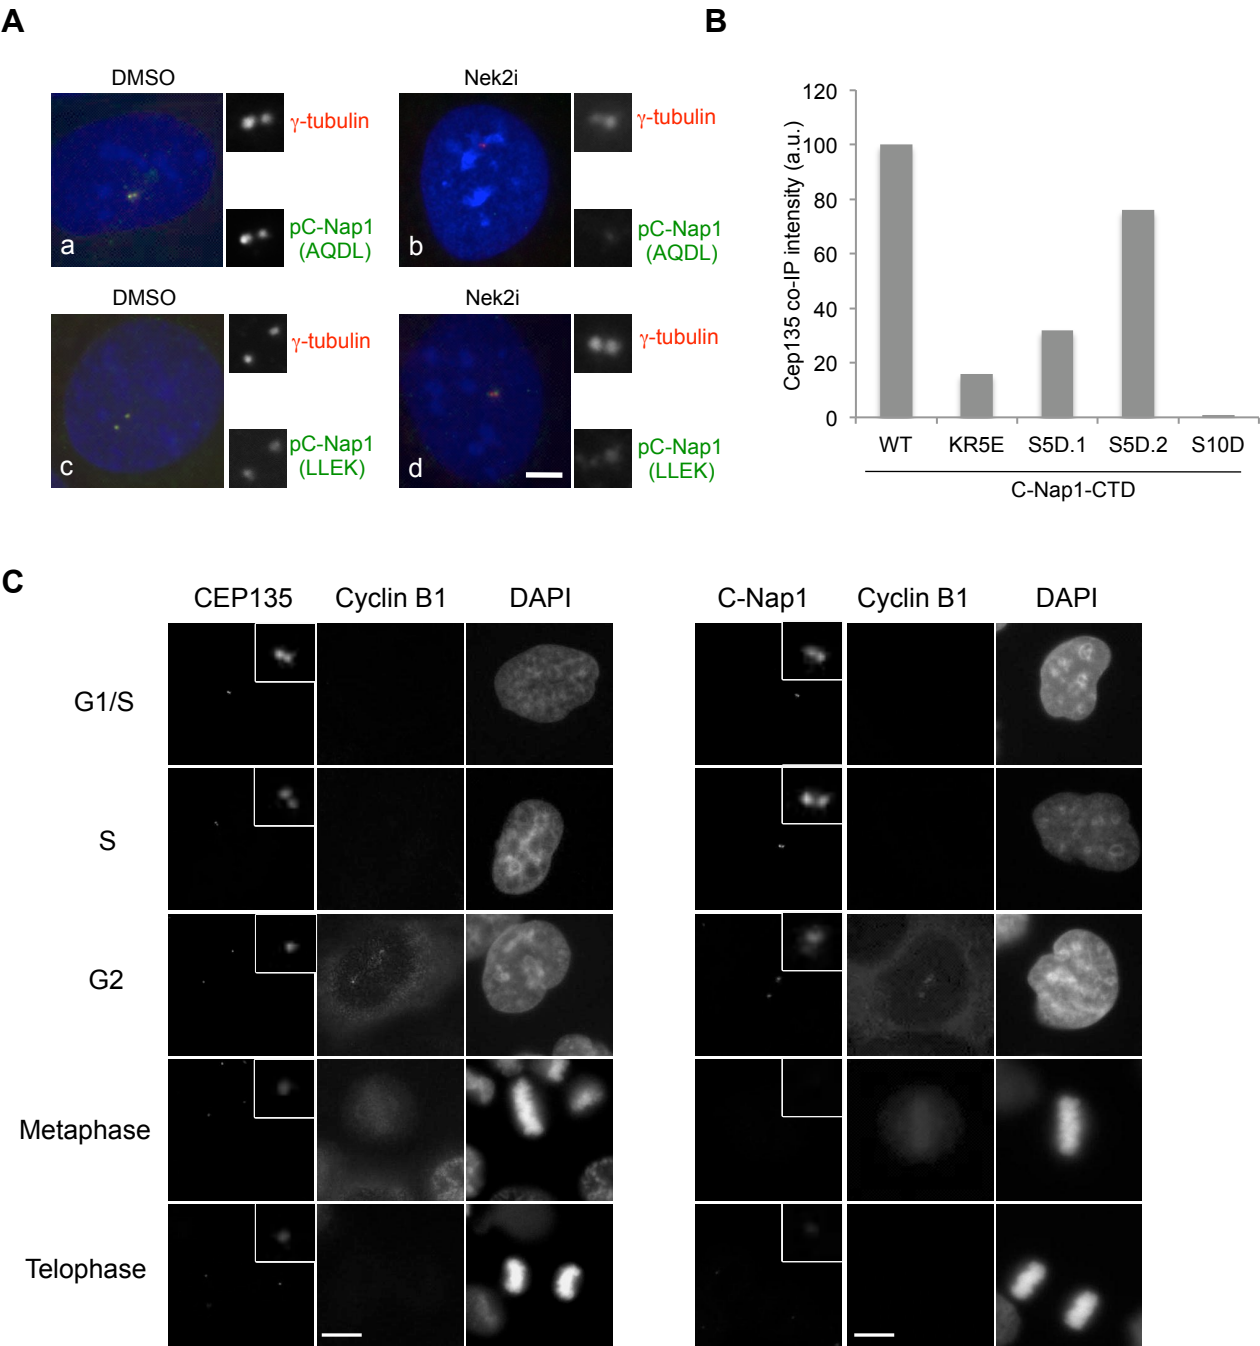 A
DMSO
γ-tubulin
pC-Nap1
(AQDL)
a
Nek2i
γ-tubulin
pC-Nap1
(AQDL)
b
DMSO
γ-tubulin
pC-Nap1
(LLEK)
c
Nek2i
γ-tubulin
pC-Nap1
(LLEK)
d
B
Cep135 co-IP intensity (a.u.)
120
100
80
60
40
20
0
WT KR5E S5D.1 S5D.2 S10D
C-Nap1-CTD
C
CEP135 Cyclin B1 DAPI C-Nap1 Cyclin B1 DAPI
G1/S
S
G2
Metaphase
Telophase